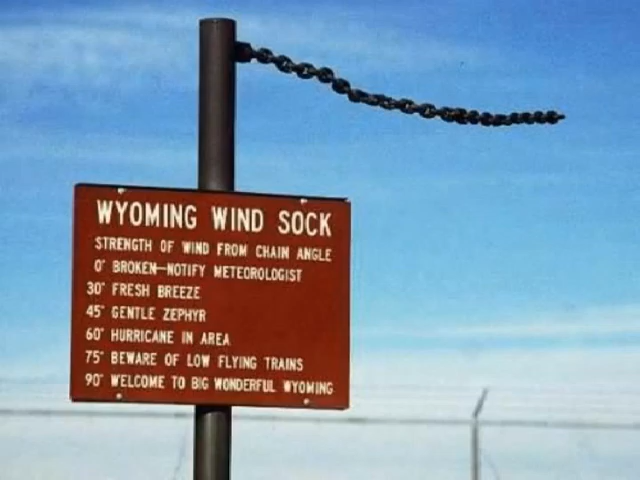 WYOMING WIND SOCK
STRENGTH OF WIND FROM CHAIN ANGLE
0° BROKEN—NOTIFY METEOROLOGIST
30° FRESH BREEZE
45° GENTLE ZEPHYR
60° HURRICANE IN AREA
75° BEWARE OF LOW FLYING TRAINS
90° WELCOME TO BIG WONDERFUL WYOMING